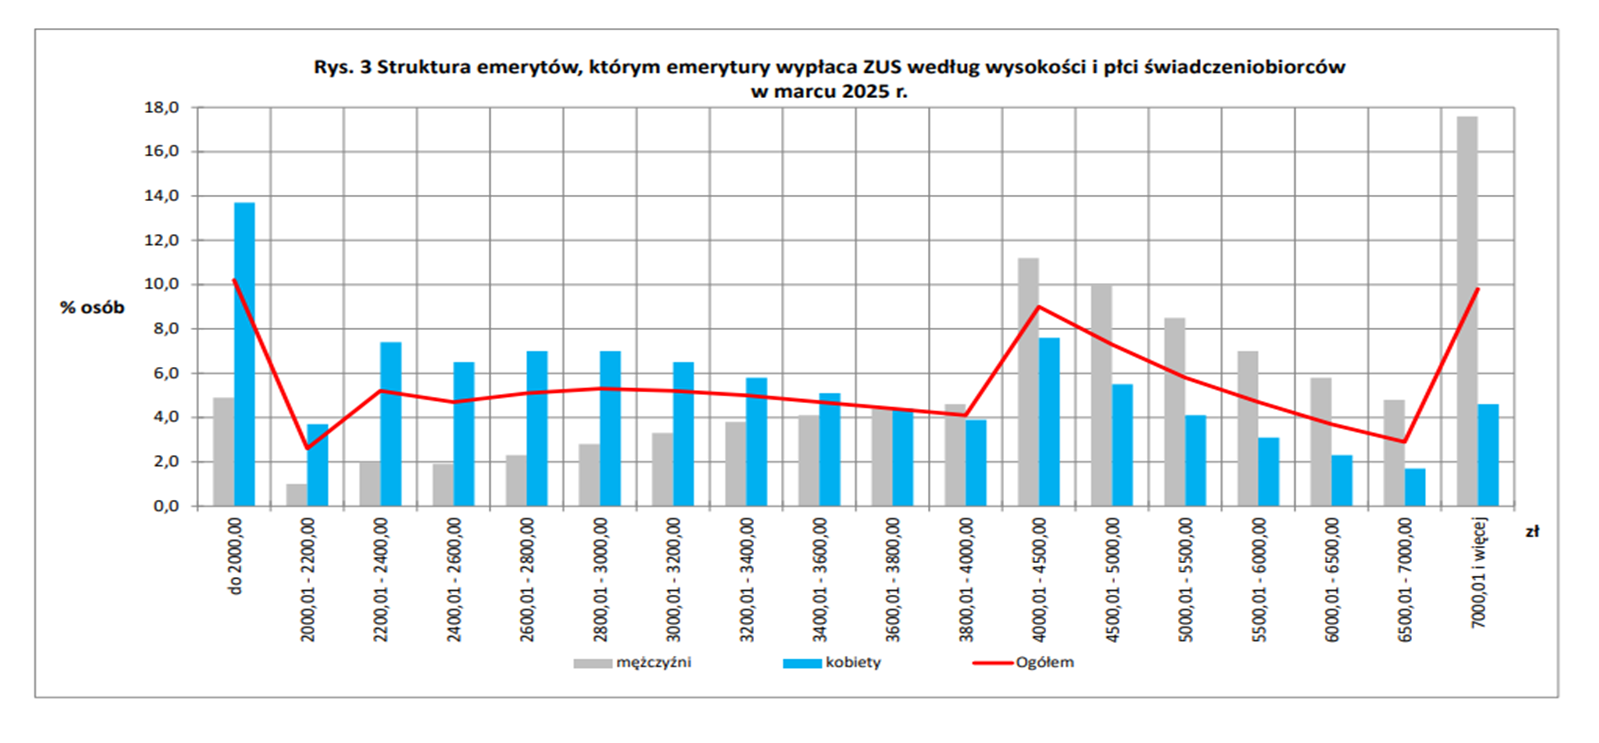 Rys. 3 Struktura emerytów, którym emerytury wypłaca ZUS według wysokości i płci świadczeniobiorców
w marcu 2025 r.
18,0
16,0
14,0
12,0
10,0
8,0
6,0
4,0
2,0
0,0
% osób
do 2000,00
2000,01 - 2200,00
2200,01 - 2400,00
2400,01 - 2600,00
2600,01 - 2800,00
2800,01 - 3000,00
3000,01 - 3200,00
3200,01 - 3400,00
3400,01 - 3600,00
3600,01 - 3800,00
3800,01 - 4000,00
4000,01 - 4500,00
4500,01 - 5000,00
5000,01 - 5500,00
5500,01 - 6000,00
6000,01 - 6500,00
6500,01 - 7000,00
7000,01 i więcej
zł
mężczyźni
kobiety
Ogółem